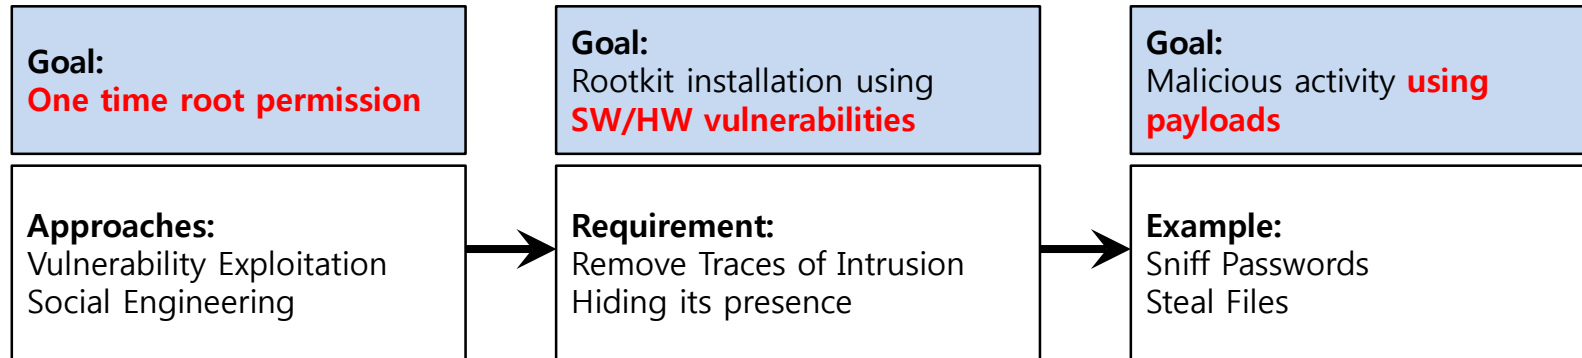 Goal:
One time root permission
Approaches:
Vulnerability Exploitation
Social Engineering
Goal:
Rootkit installation using
SW/HW vulnerabilities
Requirement:
Remove Traces of Intrusion
Hiding its presence
Goal:
Malicious activity using
payloads
Example:
Sniff Passwords
Steal Files